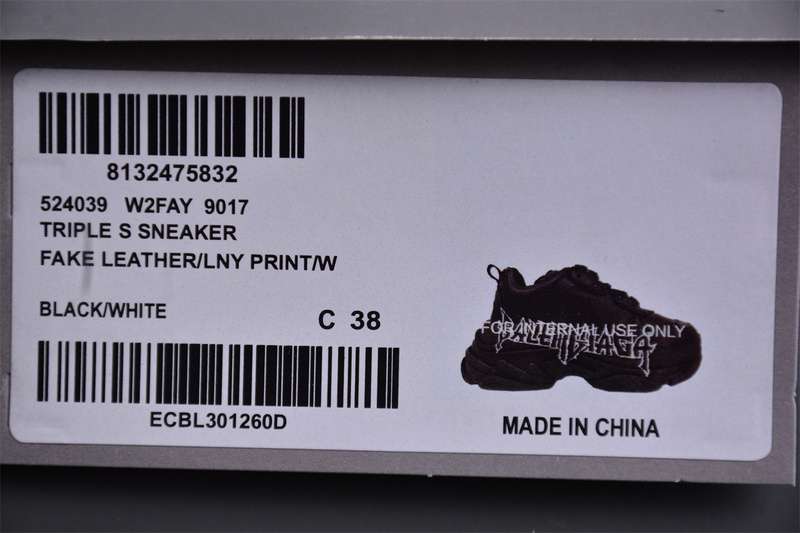 8132475832
524039 W2FAY 9017
TRIPLE S SNEAKER
FAKE LEATHER/LNY PRINT/W
BLACK/WHITE
C 38
FOR INTERNAL USE ONLY
BALENCIAGA
ECBL301260D
MADE IN CHINA